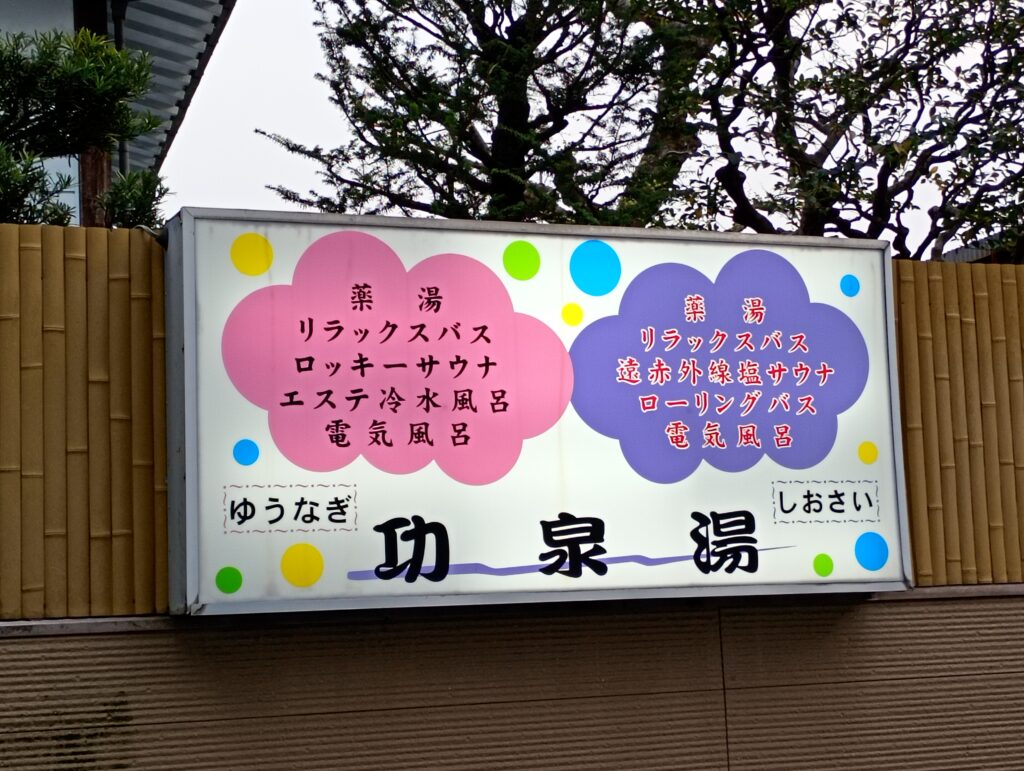 薬湯
リラックスバス
ロッキーサウナ
エステ冷水風呂
電気風呂
ゆうなぎ
薬湯
リラックスバス
遠赤外線塩サウナ
ローリングバス
電気風呂
しおさい
功泉湯